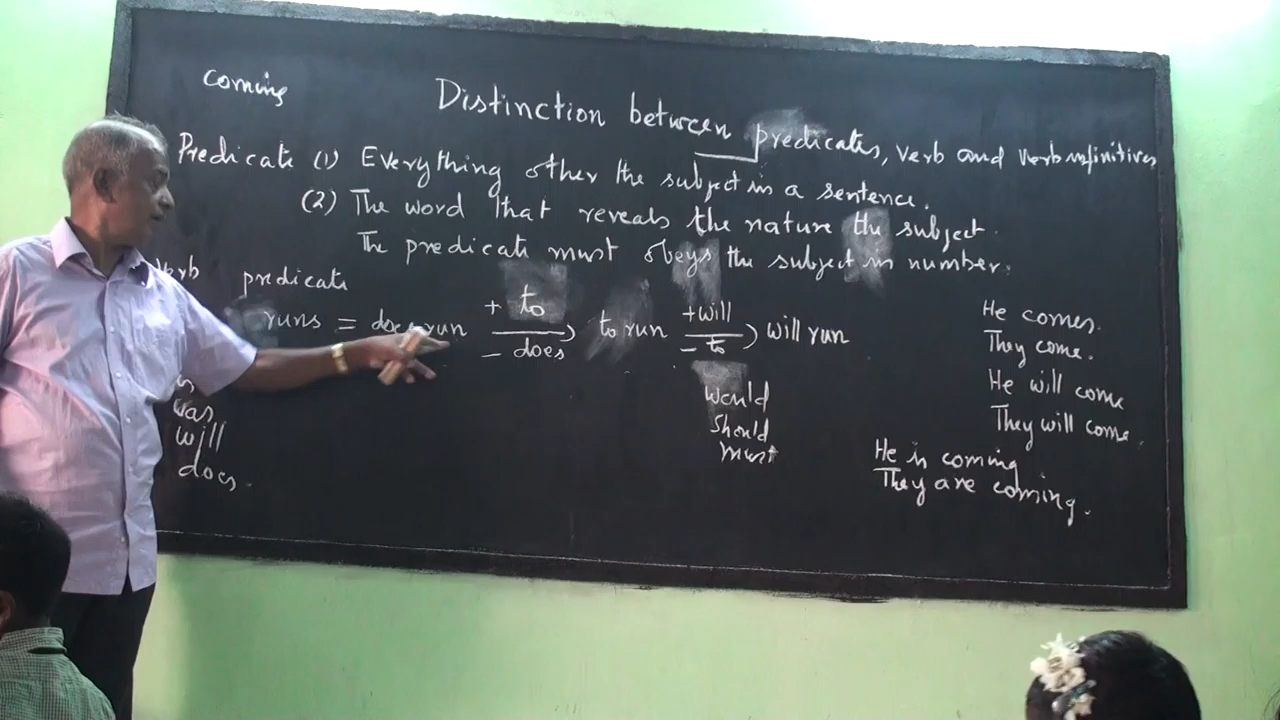 coming
Distinction between predicates, verb and verb infinitives
Predicate (1) Everything other the subject in a sentence.
(2) The word that reveals the nature the subject.
The predicate must obeys the subject in number.
verb predicate
runs = does run + to - does to run + will - to will run
would
should
must
was
will
does.
He comes.
They come.
He will come
They will come.
He is coming
They are coming.